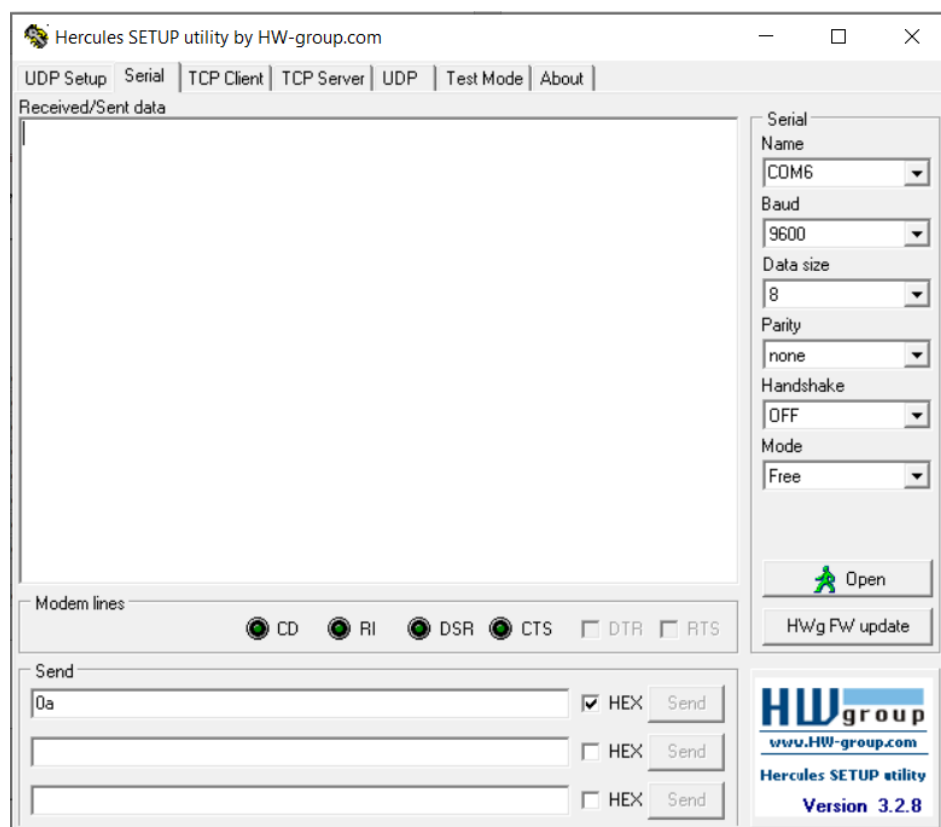 Hercules SETUP utility by HW-group.com
UDP Setup Serial TCP Client TCP Server UDP Test Mode About
Received/Sent data
Serial
Name
COM6
Baud
9600
Data size
8
Parity
none
Handshake
OFF
Mode
Free
Open
HWg FW update
Modem lines
CD RI DSR CTS DTR RTS
Send
0a HEX Send
HEX Send
HEX Send
HWgroup
www.HW-group.com
Hercules SETUP utility
Version 3.2.8